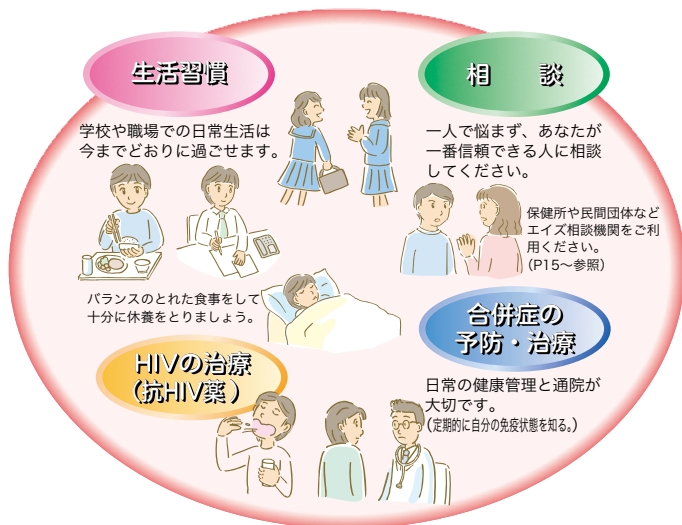 生活習慣
学校や職場での日常生活は
今までどおりに過ごせます。
バランスのとれた食事をして
十分に休養をとりましょう。
相 談
一人で悩まず、あなたが
一番信頼できる人に相談
してください。
保健所や民間団体など
エイズ相談機関をご利
用ください。
(P15〜参照)
HIVの治療
(抗HIV薬)
合併症の
予防・治療
日常の健康管理と通院が
大切です。
(定期的に自分の免疫状態を知る。)